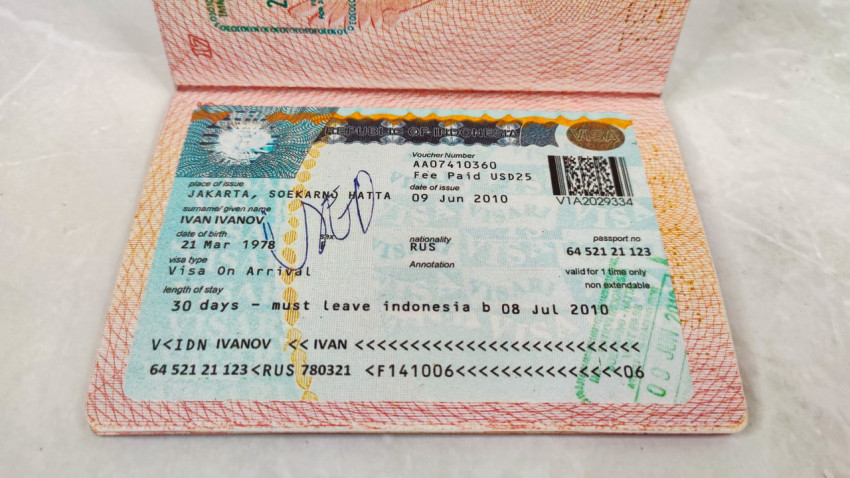 REPUBLIC OF INDONESIA
VISA
Voucher Number
AA07410360
Fee Paid USD25
date of issue
09 Jun 2010
V1A2029334
place of issue
JAKARTA, SOEKARNO HATTA
surname/ given name
IVAN IVANOV
sex
date of birth
21 Mar 1978
nationality
RUS
passport no
64 521 21 123
visa type
Visa On Arrival
Annotation
valid for 1 time only
non extendable
length of stay
30 days - must leave indonesia b 08 Jul 2010
V<IDN IVANOV << IVAN <<<<<<<<<<<<<<<<<<<<<<<<<<<
64 521 21 123<RUS 780321 <F141006<<<<<<<<<<<<<<<06